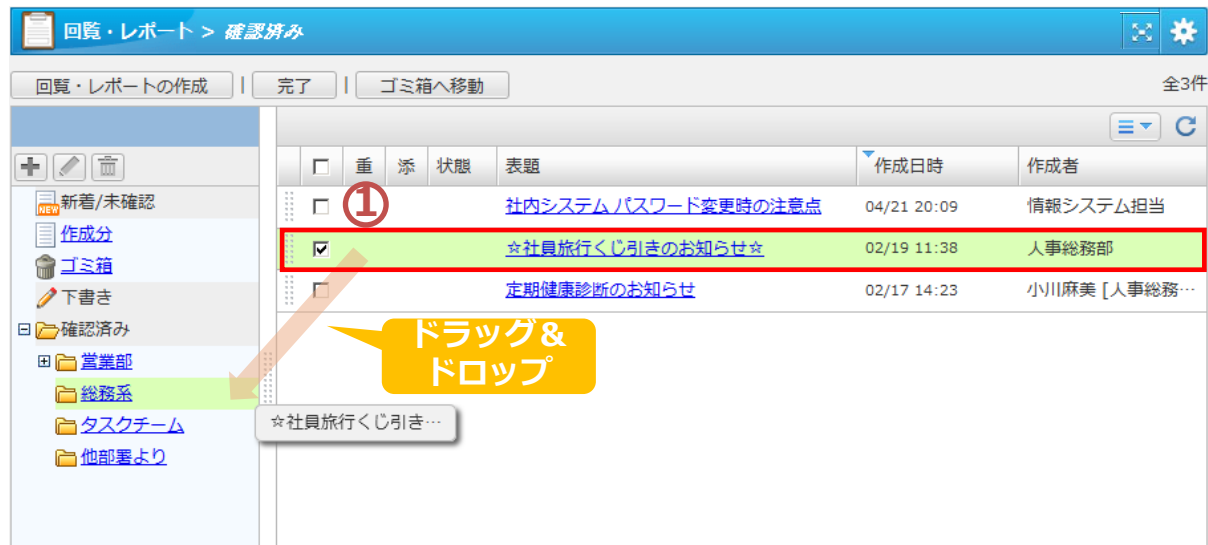 回覧・レポート > 確認済み
回覧・レポートの作成 | 完了 | ゴミ箱へ移動 全3件
重 添 状態 表題 作成日時 作成者
NEW 新着/未確認
作成分
ゴミ箱
下書き
確認済み
営業部
総務系
タスクチーム
他部署より
①
社内システム パスワード変更時の注意点 04/21 20:09 情報システム担当
☆社員旅行くじ引きのお知らせ☆ 02/19 11:38 人事総務部
定期健康診断のお知らせ 02/17 14:23 小川麻美 [人事総務…
ドラッグ&
ドロップ
☆社員旅行くじ引き…